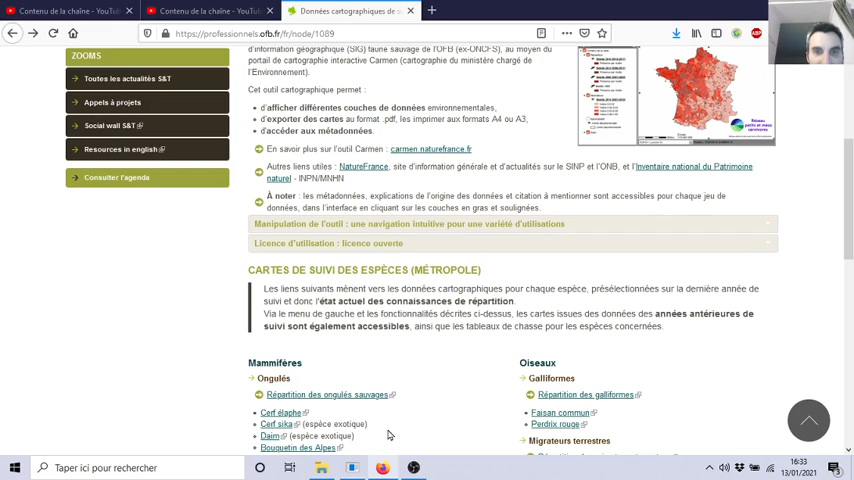 Contenu de la chaîne - YouTu
Contenu de la chaîne - YouTu
Données cartographiques de s
https://professionnels.ofb.fr/fr/node/1089
ABP
ZOOMS
Toutes les actualités S&T
Appels à projets
Social wall S&T
Resources in english
Consulter l'agenda
d'information géographique (SIG) faune sauvage de l'OFB (ex-ONCFS), au moyen du
portail de cartographie interactive Carmen (cartographie du ministère chargé de
l'Environnement).
Cet outil cartographique permet :
d'afficher différentes couches de données environnementales,
d'exporter des cartes au format .pdf, les imprimer aux formats A4 ou A3,
d'accéder aux métadonnées.
En savoir plus sur l'outil Carmen : carmen naturefrance.fr
Autres liens utiles : NatureFrance, site d'information générale et d'actualités sur le SINP et l'ONB, et l'Inventaire national du Patrimoine
naturel - INPN/MNHN
À noter : les métadonnées, explications de l'origine des données et citation à mentionner sont accessibles pour chaque jeu de
données, dans l'interface en cliquant sur les couches en gras et soulignées.
Manipulation de l'outil : une navigation intuitive pour une variété d'utilisations
Licence d'utilisation : licence ouverte
CARTES DE SUIVI DES ESPÈCES (MÉTROPOLE)
Les liens suivants mènent vers les données cartographiques pour chaque espèce, présélectionnées sur la dernière année de
suivi et donc l'état actuel des connaissances de répartition.
Via le menu de gauche et les fonctionnalités décrites ci-dessus, les cartes issues des données des années antérieures de
suivi sont également accessibles, ainsi que les tableaux de chasse pour les espèces concernées.
Mammifères
Ongulés
Répartition des ongulés sauvages
Cerf élaphe
Cerf sika (espèce exotique)
Daim (espèce exotique)
Bouquetin des Alpes
Oiseaux
Galliformes
Répartition des galliformes
Faisan commun
Perdrix rouge
Migrateurs terrestres
Taper ici pour rechercher
16:33
13/01/2021